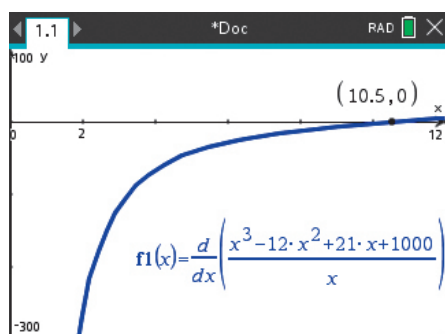 1.1 *Doc RAD
100 y
(10.5,0)
x
0 2 12
f1(x)=d/dx((x^3-12·x^2+21·x+1000)/x)
-300